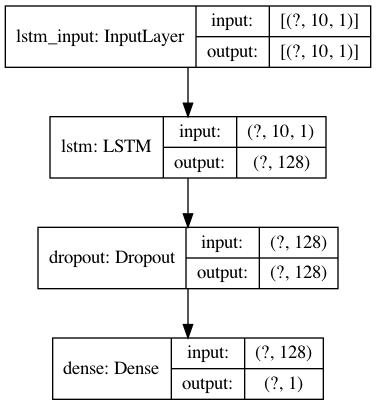 lstm_input: InputLayer
input: [(?, 10, 1)]
output: [(?, 10, 1)]
lstm: LSTM
input: (?, 10, 1)
output: (?, 128)
dropout: Dropout
input: (?, 128)
output: (?, 128)
dense: Dense
input: (?, 128)
output: (?, 1)